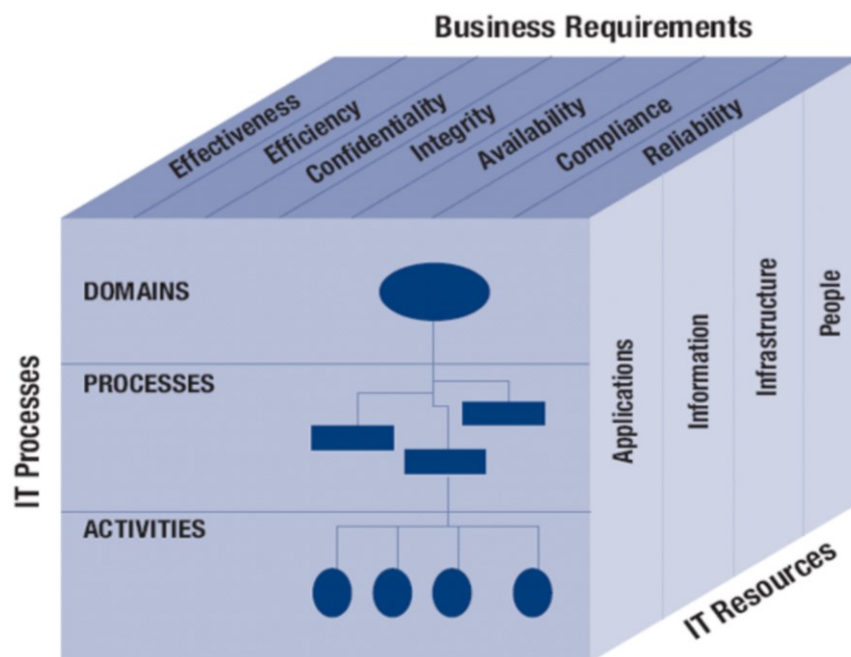 Business Requirements
Effectiveness
Efficiency
Confidentiality
Integrity
Availability
Compliance
Reliability
IT Processes
DOMAINS
PROCESSES
ACTIVITIES
Applications
Information
Infrastructure
People
IT Resources